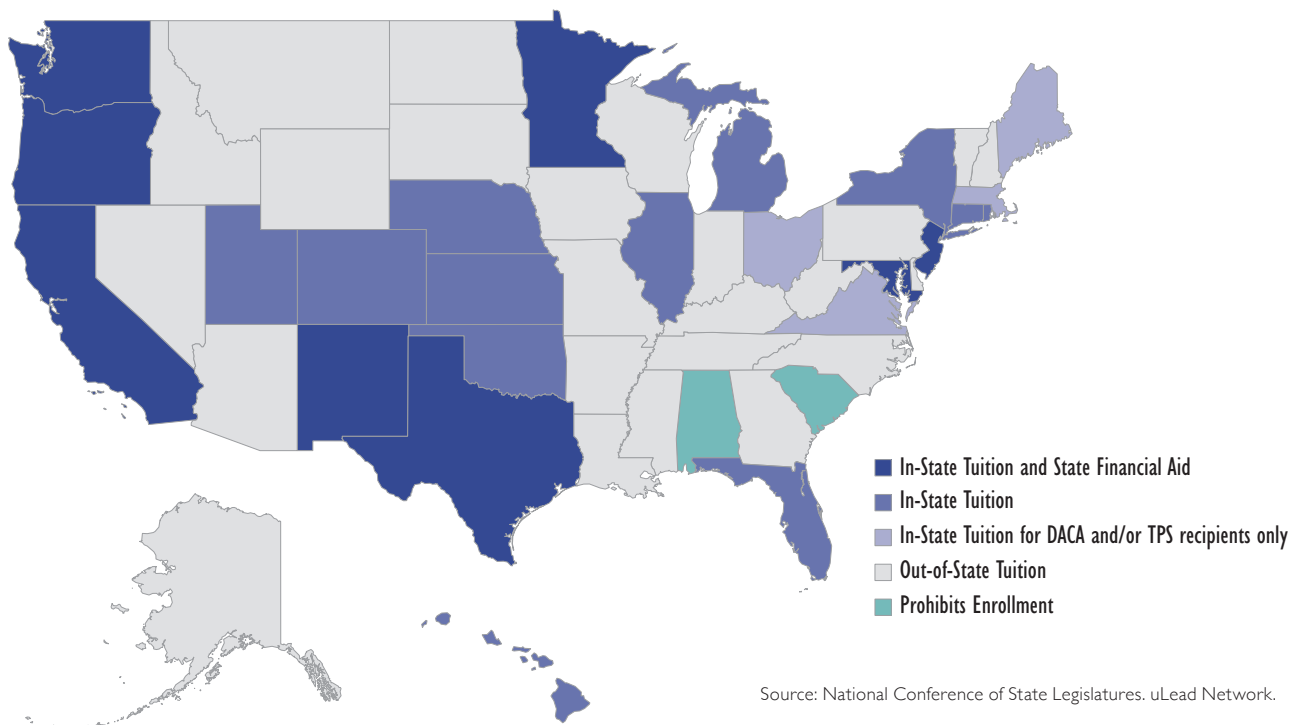 In-State Tuition and State Financial Aid
In-State Tuition
In-State Tuition for DACA and/or TPS recipients only
Out-of-State Tuition
Prohibits Enrollment
Source: National Conference of State Legislatures. uLead Network.